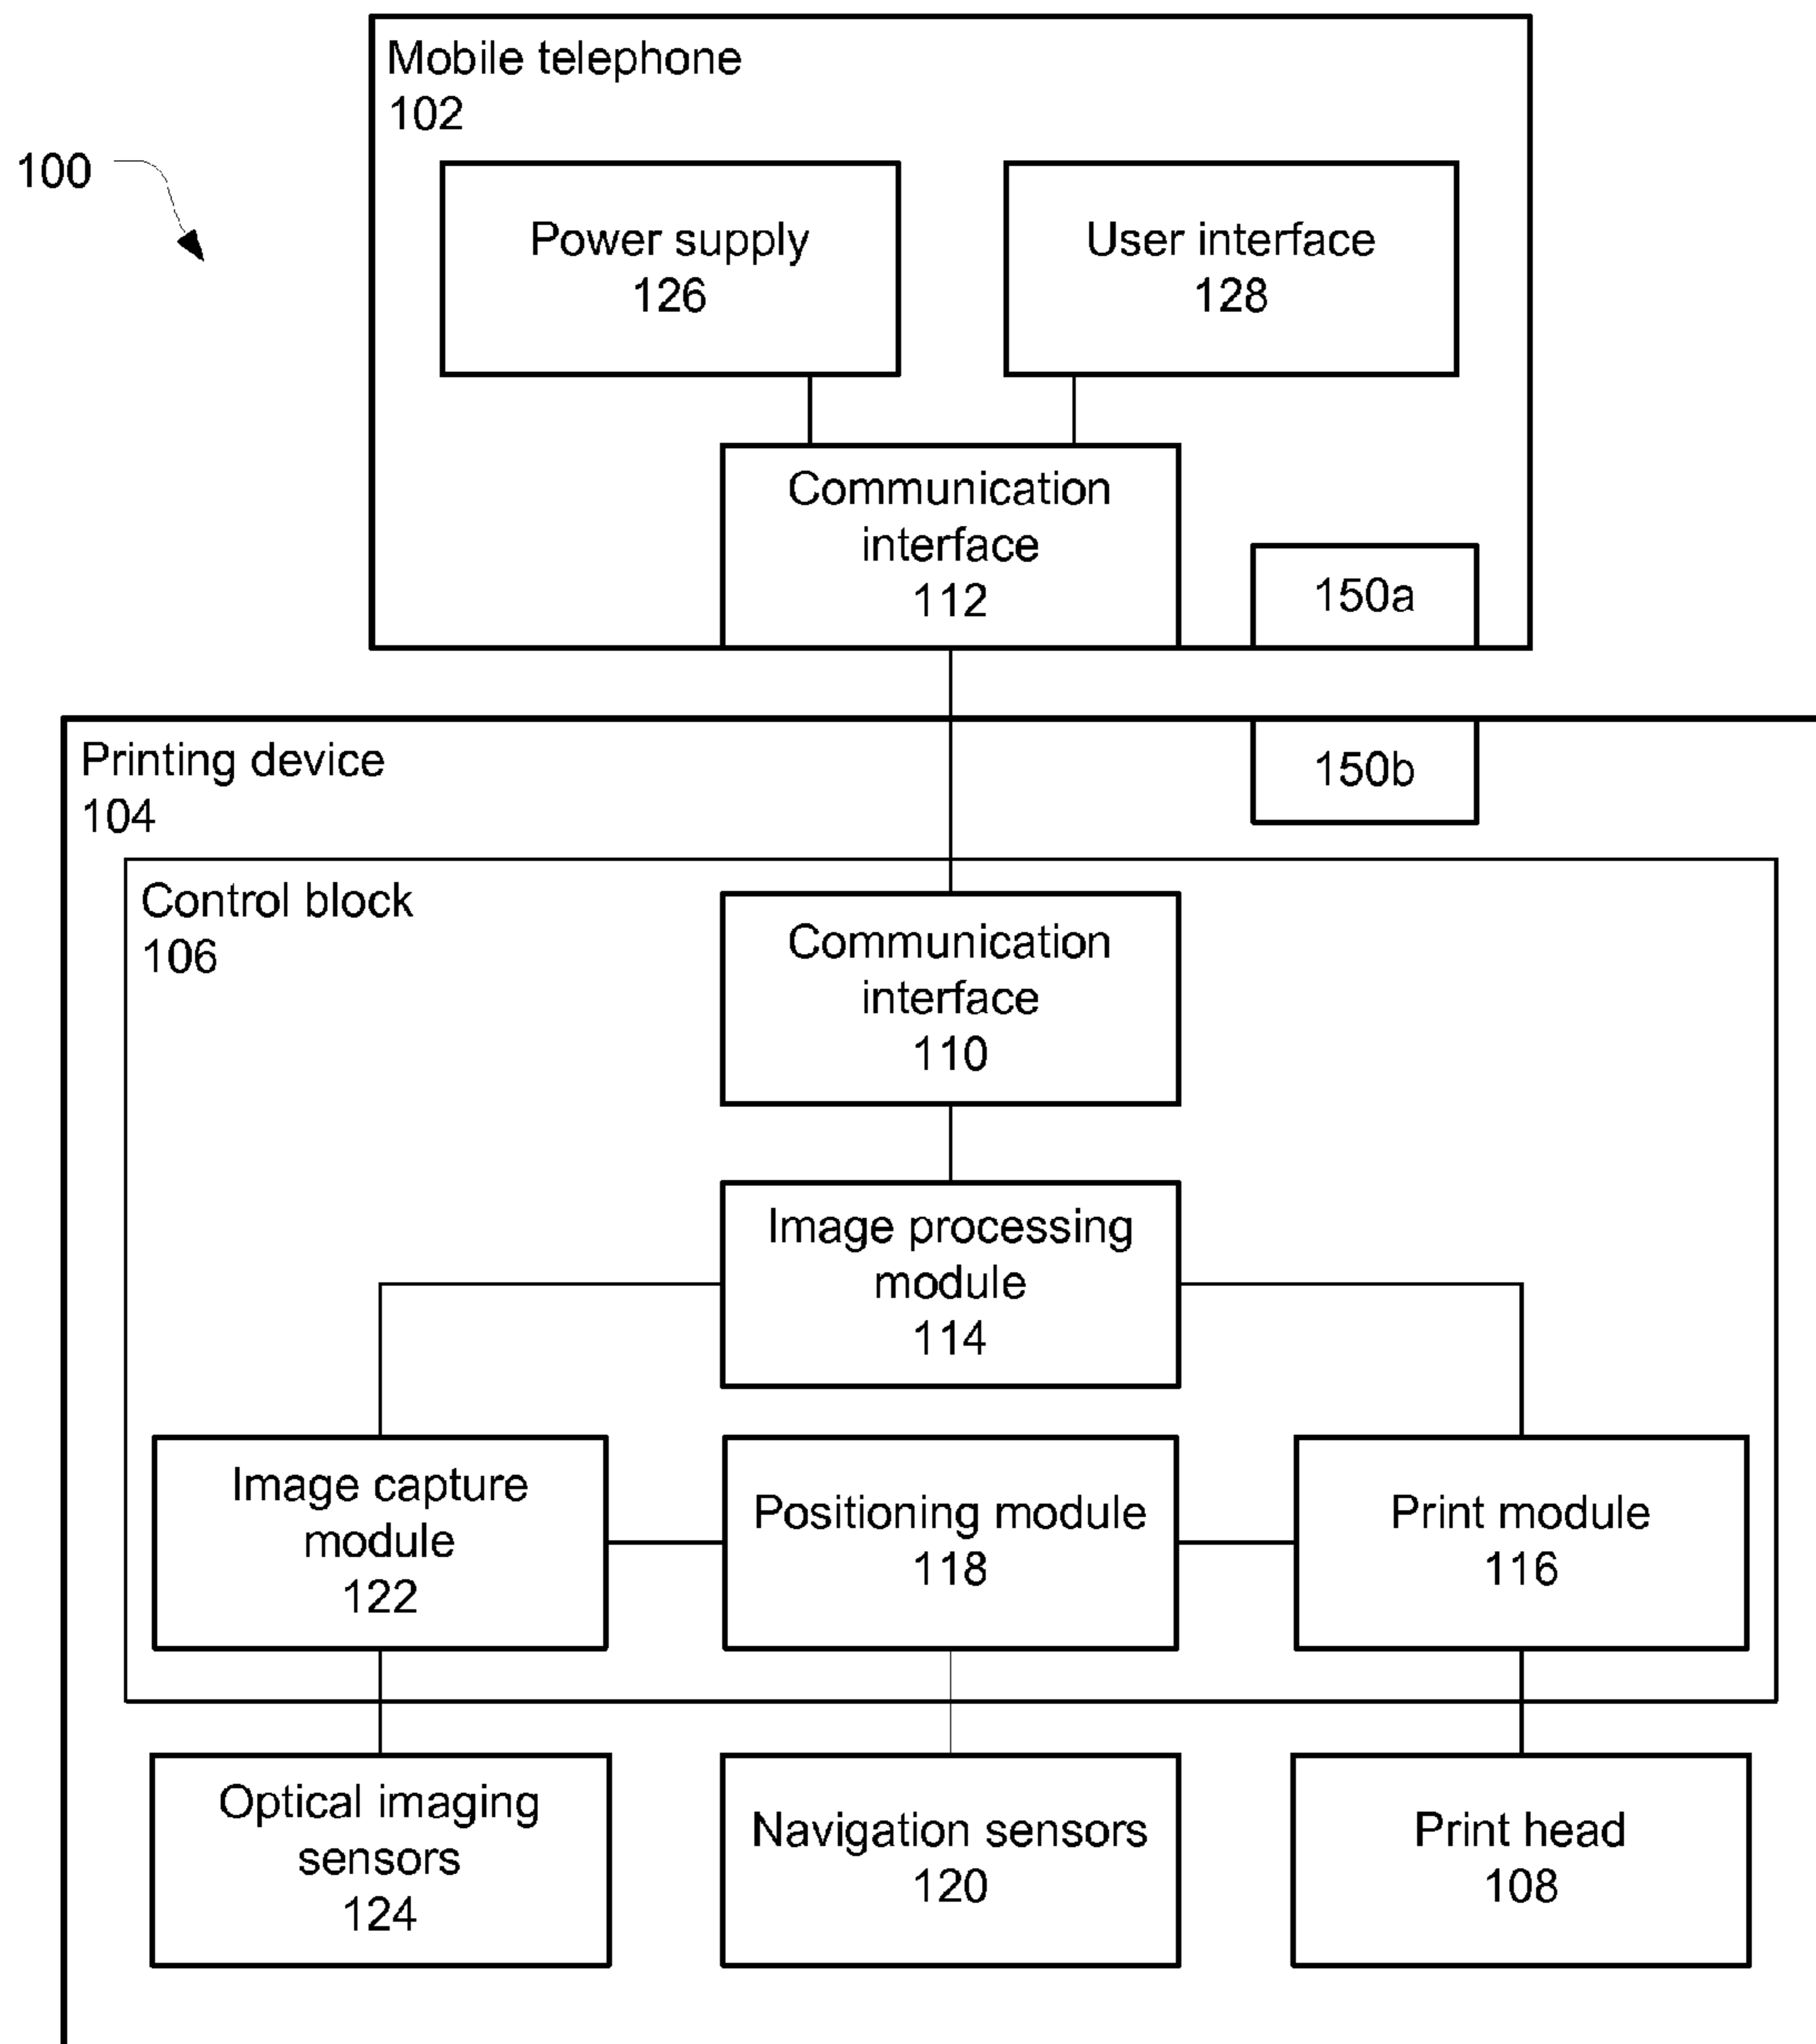 Mobile telephone
102
100
Power supply
126
User interface
128
Communication
interface
112
150a
Printing device
104
150b
Control block
106
Communication
interface
110
Image processing
module
114
Image capture
module
122
Positioning module
118
Print module
116
Optical imaging
sensors
124
Navigation sensors
120
Print head
108